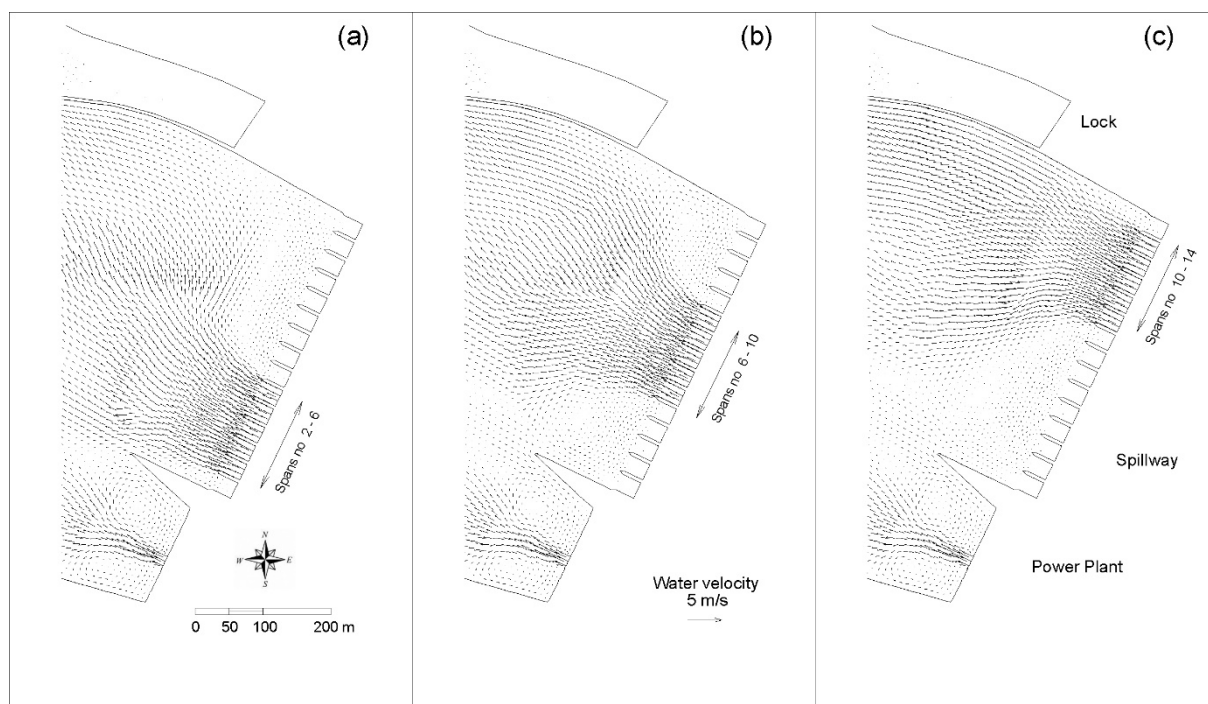 (a)
Spans no 2 - 6
N
W
E
S
0 50 100 200 m
(b)
Spans no 6 - 10
Water velocity
5 m/s
(c)
Lock
Spans no 10 - 14
Spillway
Power Plant